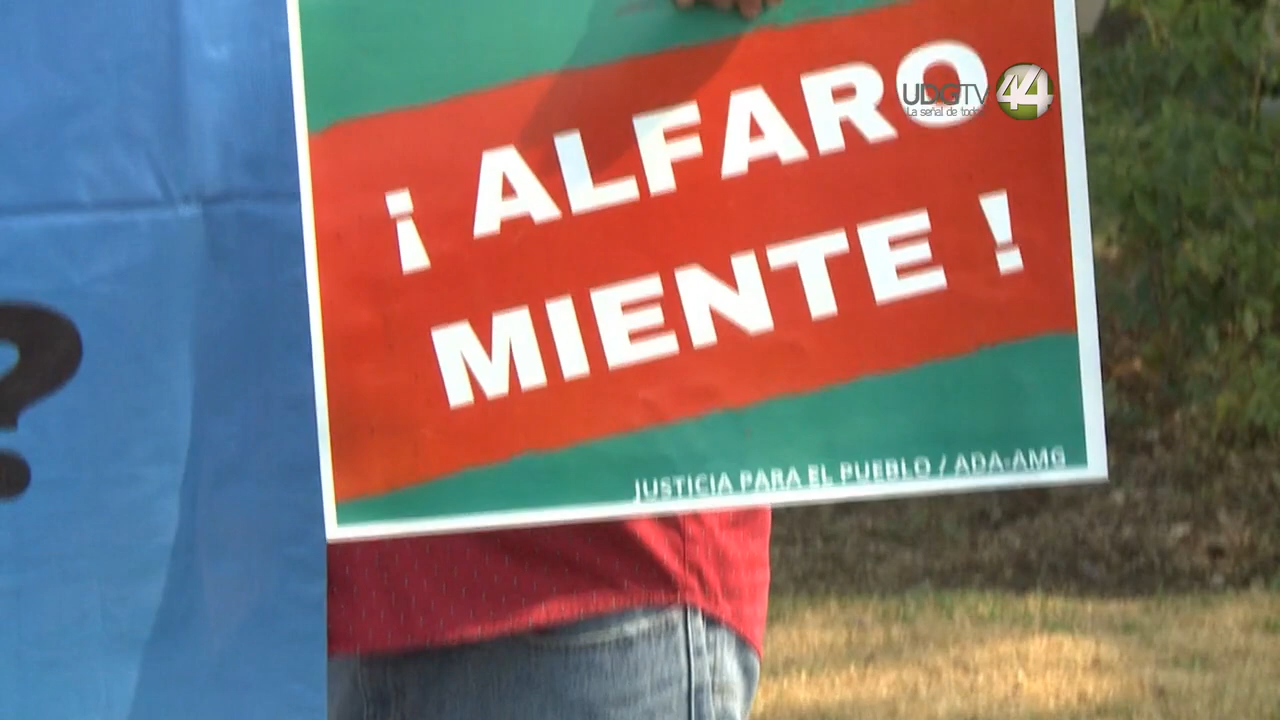 UDGTV 44
La señal de todos
¡ ALFARO
MIENTE !
?
JUSTICIA PARA EL PUEBLO / ADA-AMG